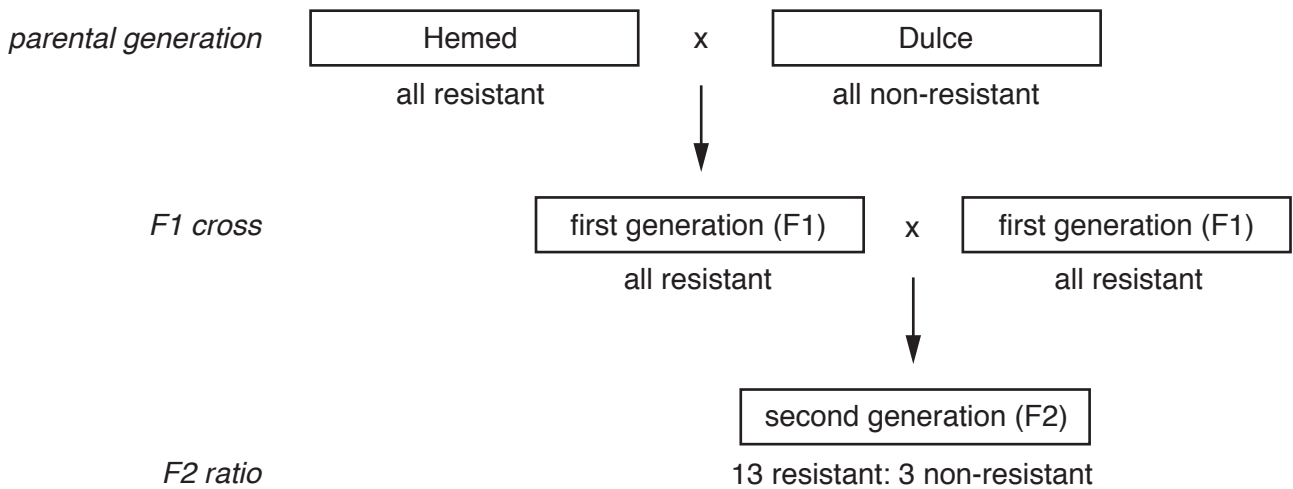 parental generation Hemed x Dulce
all resistant all non-resistant
F1 cross first generation (F1) x first generation (F1)
all resistant all resistant
second generation (F2)
F2 ratio 13 resistant: 3 non-resistant